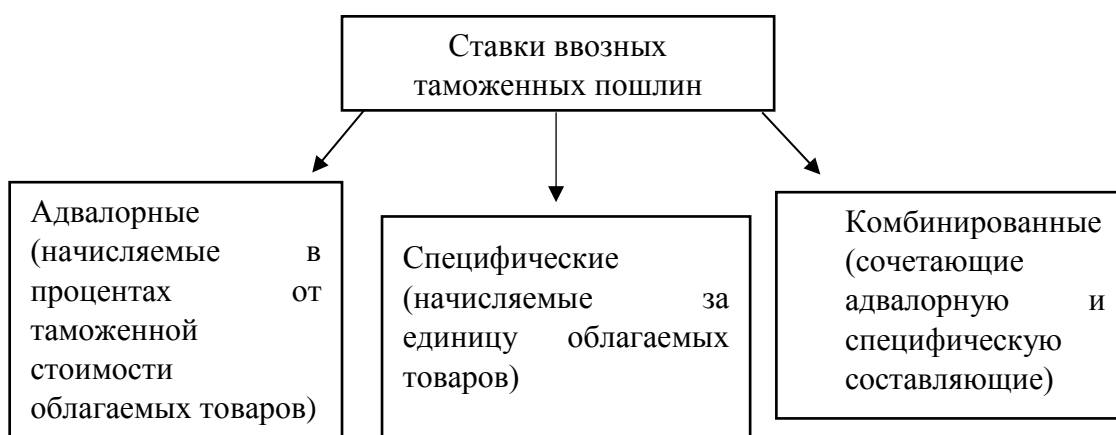 Ставки ввозных
таможенных пошлин
Адвалорные
(начисляемые в
процентах от
таможенной
стоимости
облагаемых товаров)
Специфические
(начисляемые за
единицу облагаемых
товаров)
Комбинированные
(сочетающие
адвалорную и
специфическую
составляющие)